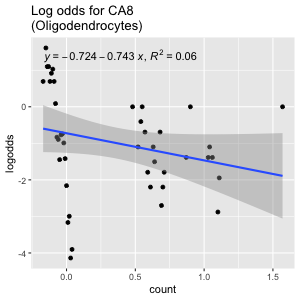 Log odds for CA8
(Oligodendrocytes)
y = −0.724 −0.743 x, R² = 0.06
0
-2
-4
logodds
0.0 0.5 1.0 1.5
count